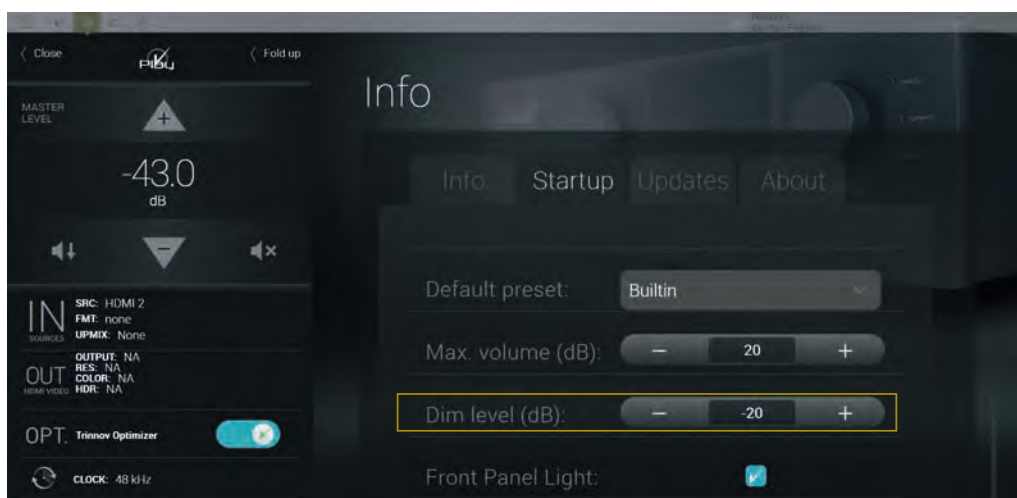 Close
Fold up
MASTER
LEVEL
-43.0
dB
IN
SOURCES
SRC: HDMI 2
FMT: none
UPMIX: None
OUT
HDMI VIDEO
OUTPUT: NA
RES: NA
COLOR: NA
HDR: NA
OPT. Trinnov Optimizer
CLOCK: 48 kHz
Info
Info Startup Updates About
Default preset: Builtin
Max. volume (dB): − 20 +
Dim level (dB): − -20 +
Front Panel Light: